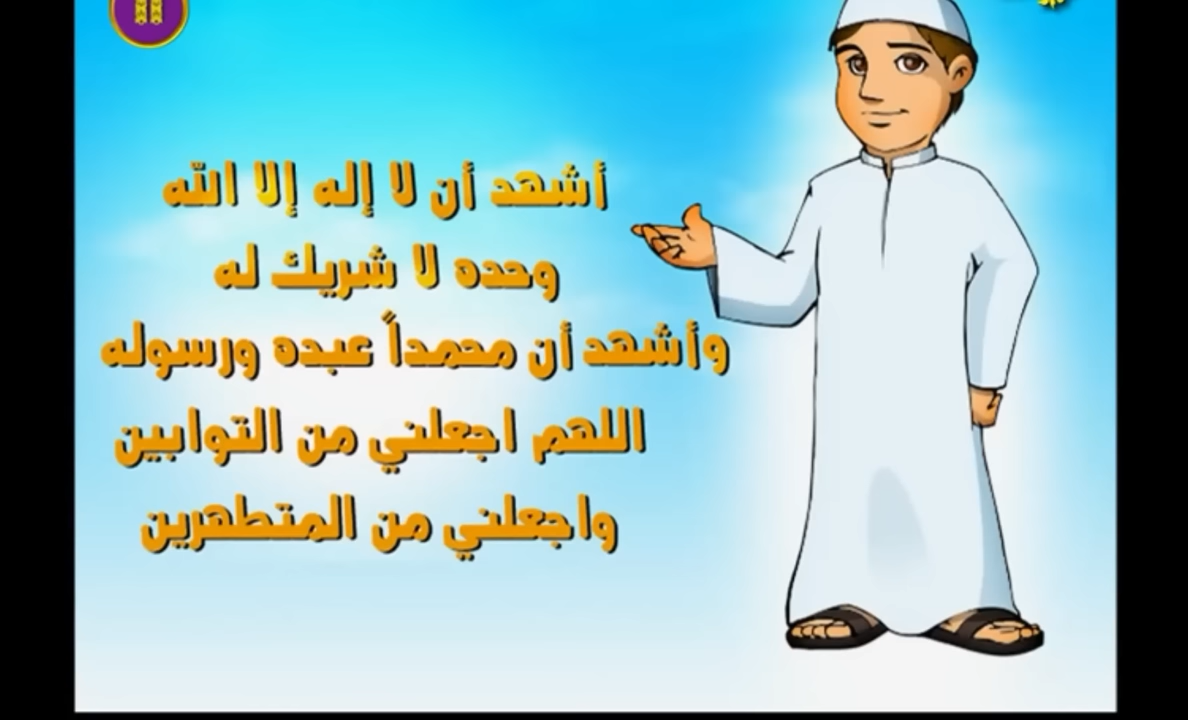 أشهد أن لا إله إلا الله
وحده لا شريك له
وأشهد أن محمداً عبده ورسوله
اللهم اجعلني من التوابين
واجعلني من المتطهرين